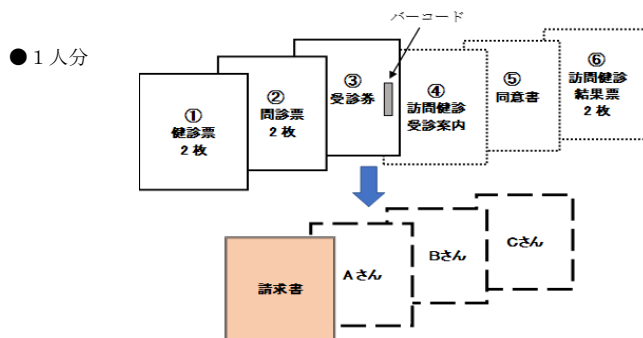 バーコード
●１人分
①
健診票
２枚
②
問診票
２枚
③
受診券
④
訪問健診
受診案内
⑤
同意書
⑥
訪問健診
結果票
２枚
請求書
Aさん
Bさん
Cさん